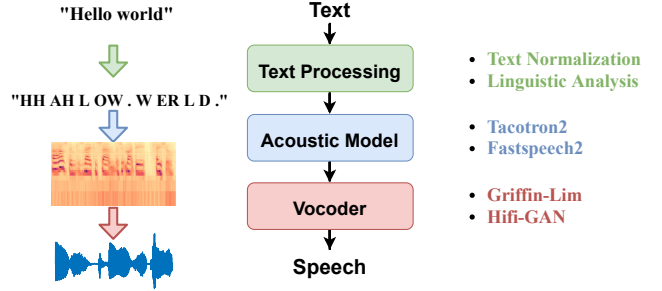 "Hello world"
"HH AH L OW . W ER L D ."
Text
Text Processing
Acoustic Model
Vocoder
Speech
• Text Normalization
• Linguistic Analysis
• Tacotron2
• Fastspeech2
• Griffin-Lim
• Hifi-GAN